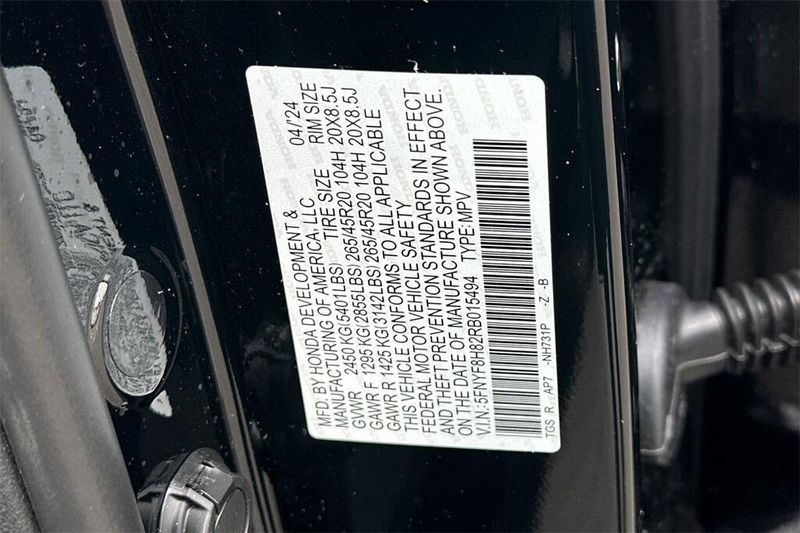 MFD. BY HONDA DEVELOPMENT & 04/'24
MANUFACTURING OF AMERICA, LLC TIRE SIZE RIM SIZE
GVWR 2450 KG(5401LBS) 265/45R20 104H 20X8.5J
GAWR F 1295 KG(2855LBS) 265/45R20 104H 20X8.5J
GAWR R 1425 KG(3142LBS)
THIS VEHICLE CONFORMS TO ALL APPLICABLE
FEDERAL MOTOR VEHICLE SAFETY
AND THEFT PREVENTION STANDARDS IN EFFECT
ON THE DATE OF MANUFACTURE SHOWN ABOVE.
V.I.N.:5FNYF8H82RB015494 TYPE:MPV
TGS R AP7 -NH731P -Z -B
HONDA